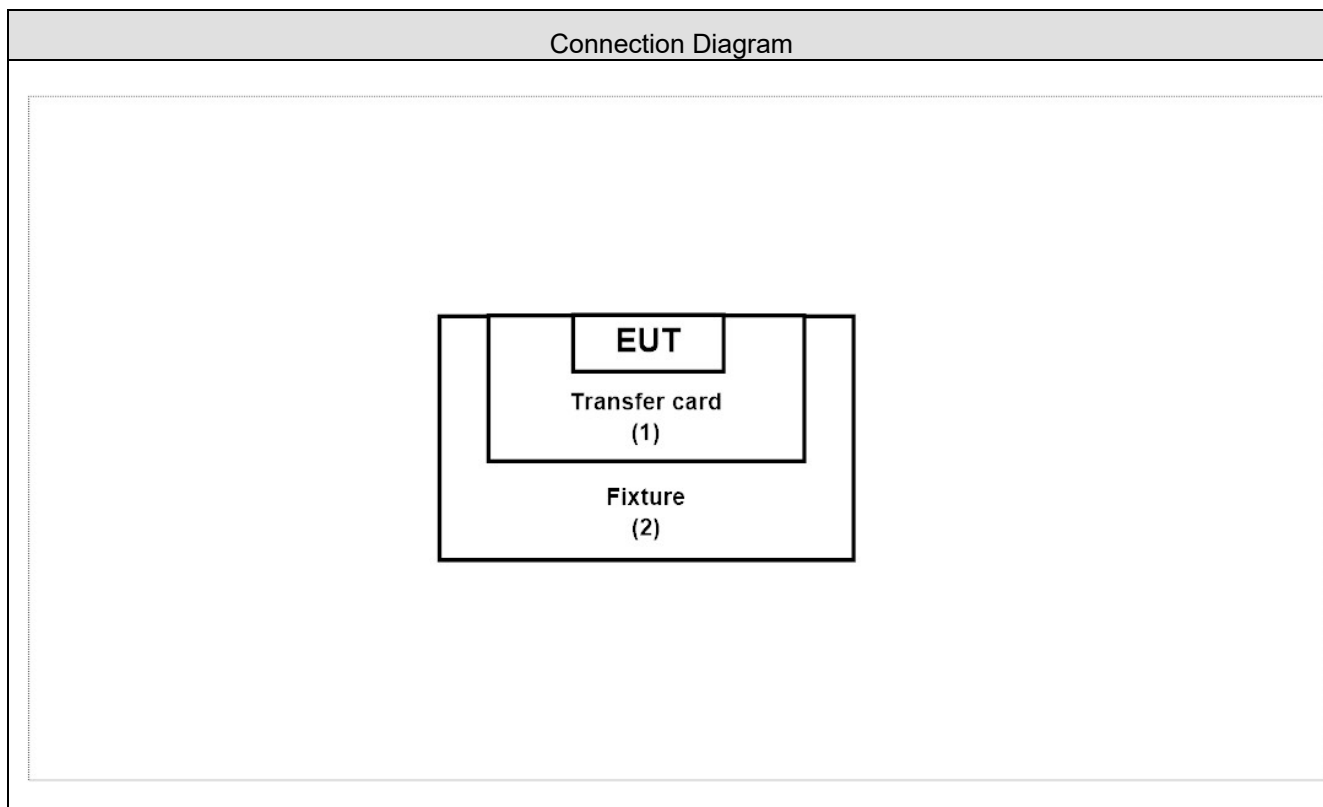 Connection Diagram
EUT
Transfer card
(1)
Fixture
(2)